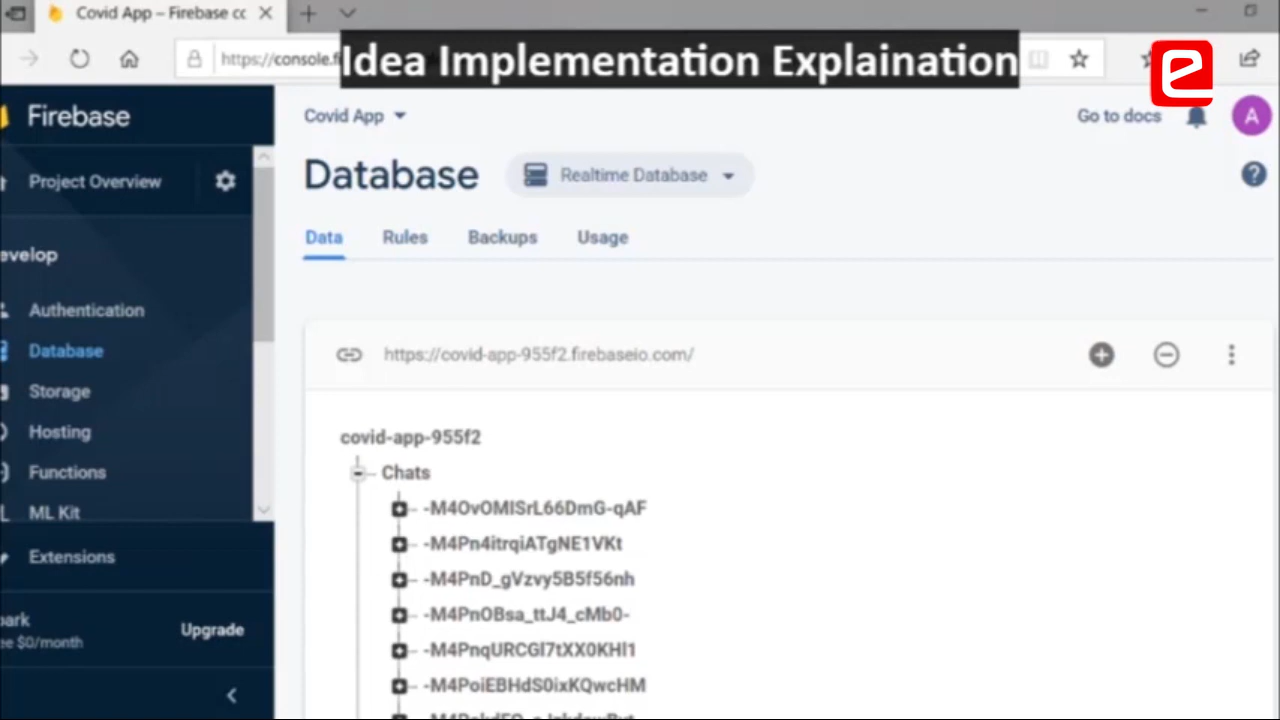 Covid App – Firebase cc
https://console.fi
Idea Implementation Explaination
e
Firebase
Covid App
Go to docs
A
Project Overview
Database
Realtime Database
?
Data Rules Backups Usage
evelop
Authentication
Database
Storage
Hosting
Functions
ML Kit
Extensions
park
ee $0/month
Upgrade
https://covid-app-955f2.firebaseio.com/
covid-app-955f2
Chats
-M4OvOMISrL66DmG-qAF
-M4Pn4itrqiATgNE1VKt
-M4PnD_gVzvy5B5f56nh
-M4PnOBsa_ttJ4_cMb0-
-M4PnqURCGl7tXX0KHl1
-M4PoiEBHdS0ixKQwcHM